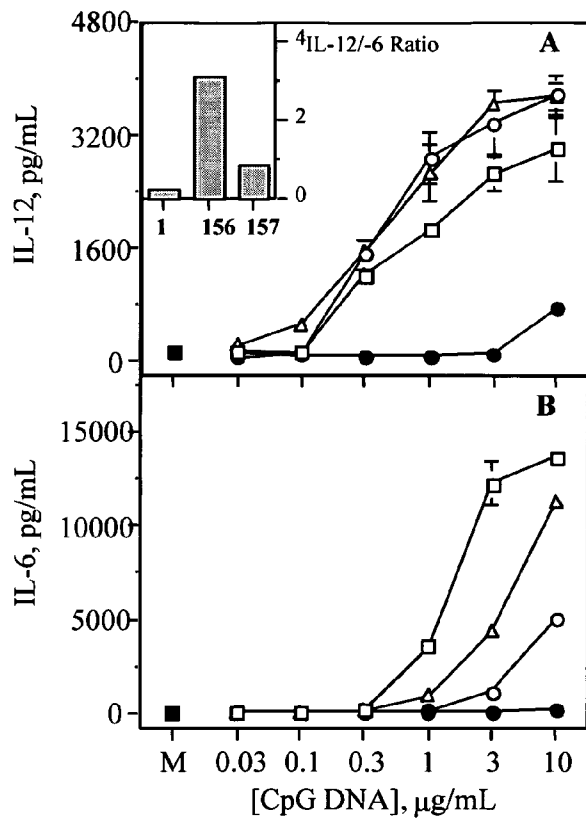 4800
3200
1600
0
IL-12, pg/mL
4
IL-12/-6 Ratio
2
0
1 156 157
A
15000
10000
5000
0
IL-6, pg/mL
B
M 0.03 0.1 0.3 1 3 10
[CpG DNA], μg/mL